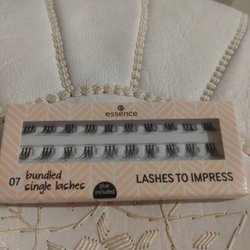 essence
07
bundled
single lashes
glue
included
LASHES TO IMPRESS